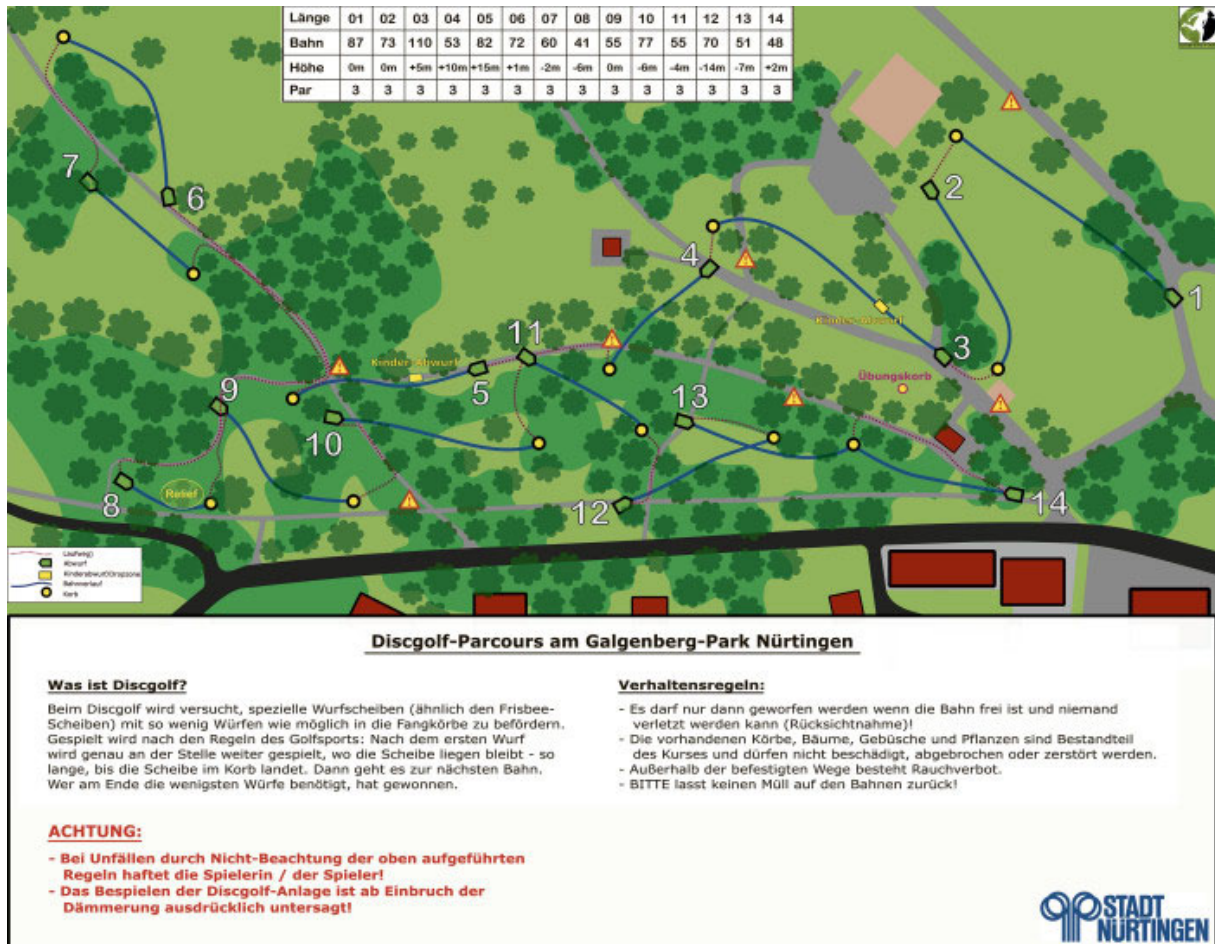 Länge 01 02 03 04 05 06 07 08 09 10 11 12 13 14
Bahn 87 73 110 53 82 72 60 41 55 77 55 70 51 48
Höhe 0m 0m +5m +10m +15m +1m -2m -6m 0m -6m -4m -14m -7m +2m
Par 3 3 3 3 3 3 3 3 3 3 3 3 3 3
7
6
2
4
1
Kinder-Abwurf
11
3
Kinder-Abwurf
5
Übungskorb
9
13
10
8
Relief
12
14
Laufweg)
Abwurf
Kinderabwurf/Dropzone
Bahnverlauf
Korb
Discgolf-Parcours am Galgenberg-Park Nürtingen
Was ist Discgolf?
Beim Discgolf wird versucht, spezielle Wurfscheiben (ähnlich den Frisbee-
Scheiben) mit so wenig Würfen wie möglich in die Fangkörbe zu befördern.
Gespielt wird nach den Regeln des Golfsports: Nach dem ersten Wurf
wird genau an der Stelle weiter gespielt, wo die Scheibe liegen bleibt - so
lange, bis die Scheibe im Korb landet. Dann geht es zur nächsten Bahn.
Wer am Ende die wenigsten Würfe benötigt, hat gewonnen.
Verhaltensregeln:
- Es darf nur dann geworfen werden wenn die Bahn frei ist und niemand
verletzt werden kann (Rücksichtnahme)!
- Die vorhandenen Körbe, Bäume, Gebüsche und Pflanzen sind Bestandteil
des Kurses und dürfen nicht beschädigt, abgebrochen oder zerstört werden.
- Außerhalb der befestigten Wege besteht Rauchverbot.
- BITTE lasst keinen Müll auf den Bahnen zurück!
ACHTUNG:
- Bei Unfällen durch Nicht-Beachtung der oben aufgeführten
Regeln haftet die Spielerin / der Spieler!
- Das Bespielen der Discgolf-Anlage ist ab Einbruch der
Dämmerung ausdrücklich untersagt!
STADT
NÜRTINGEN